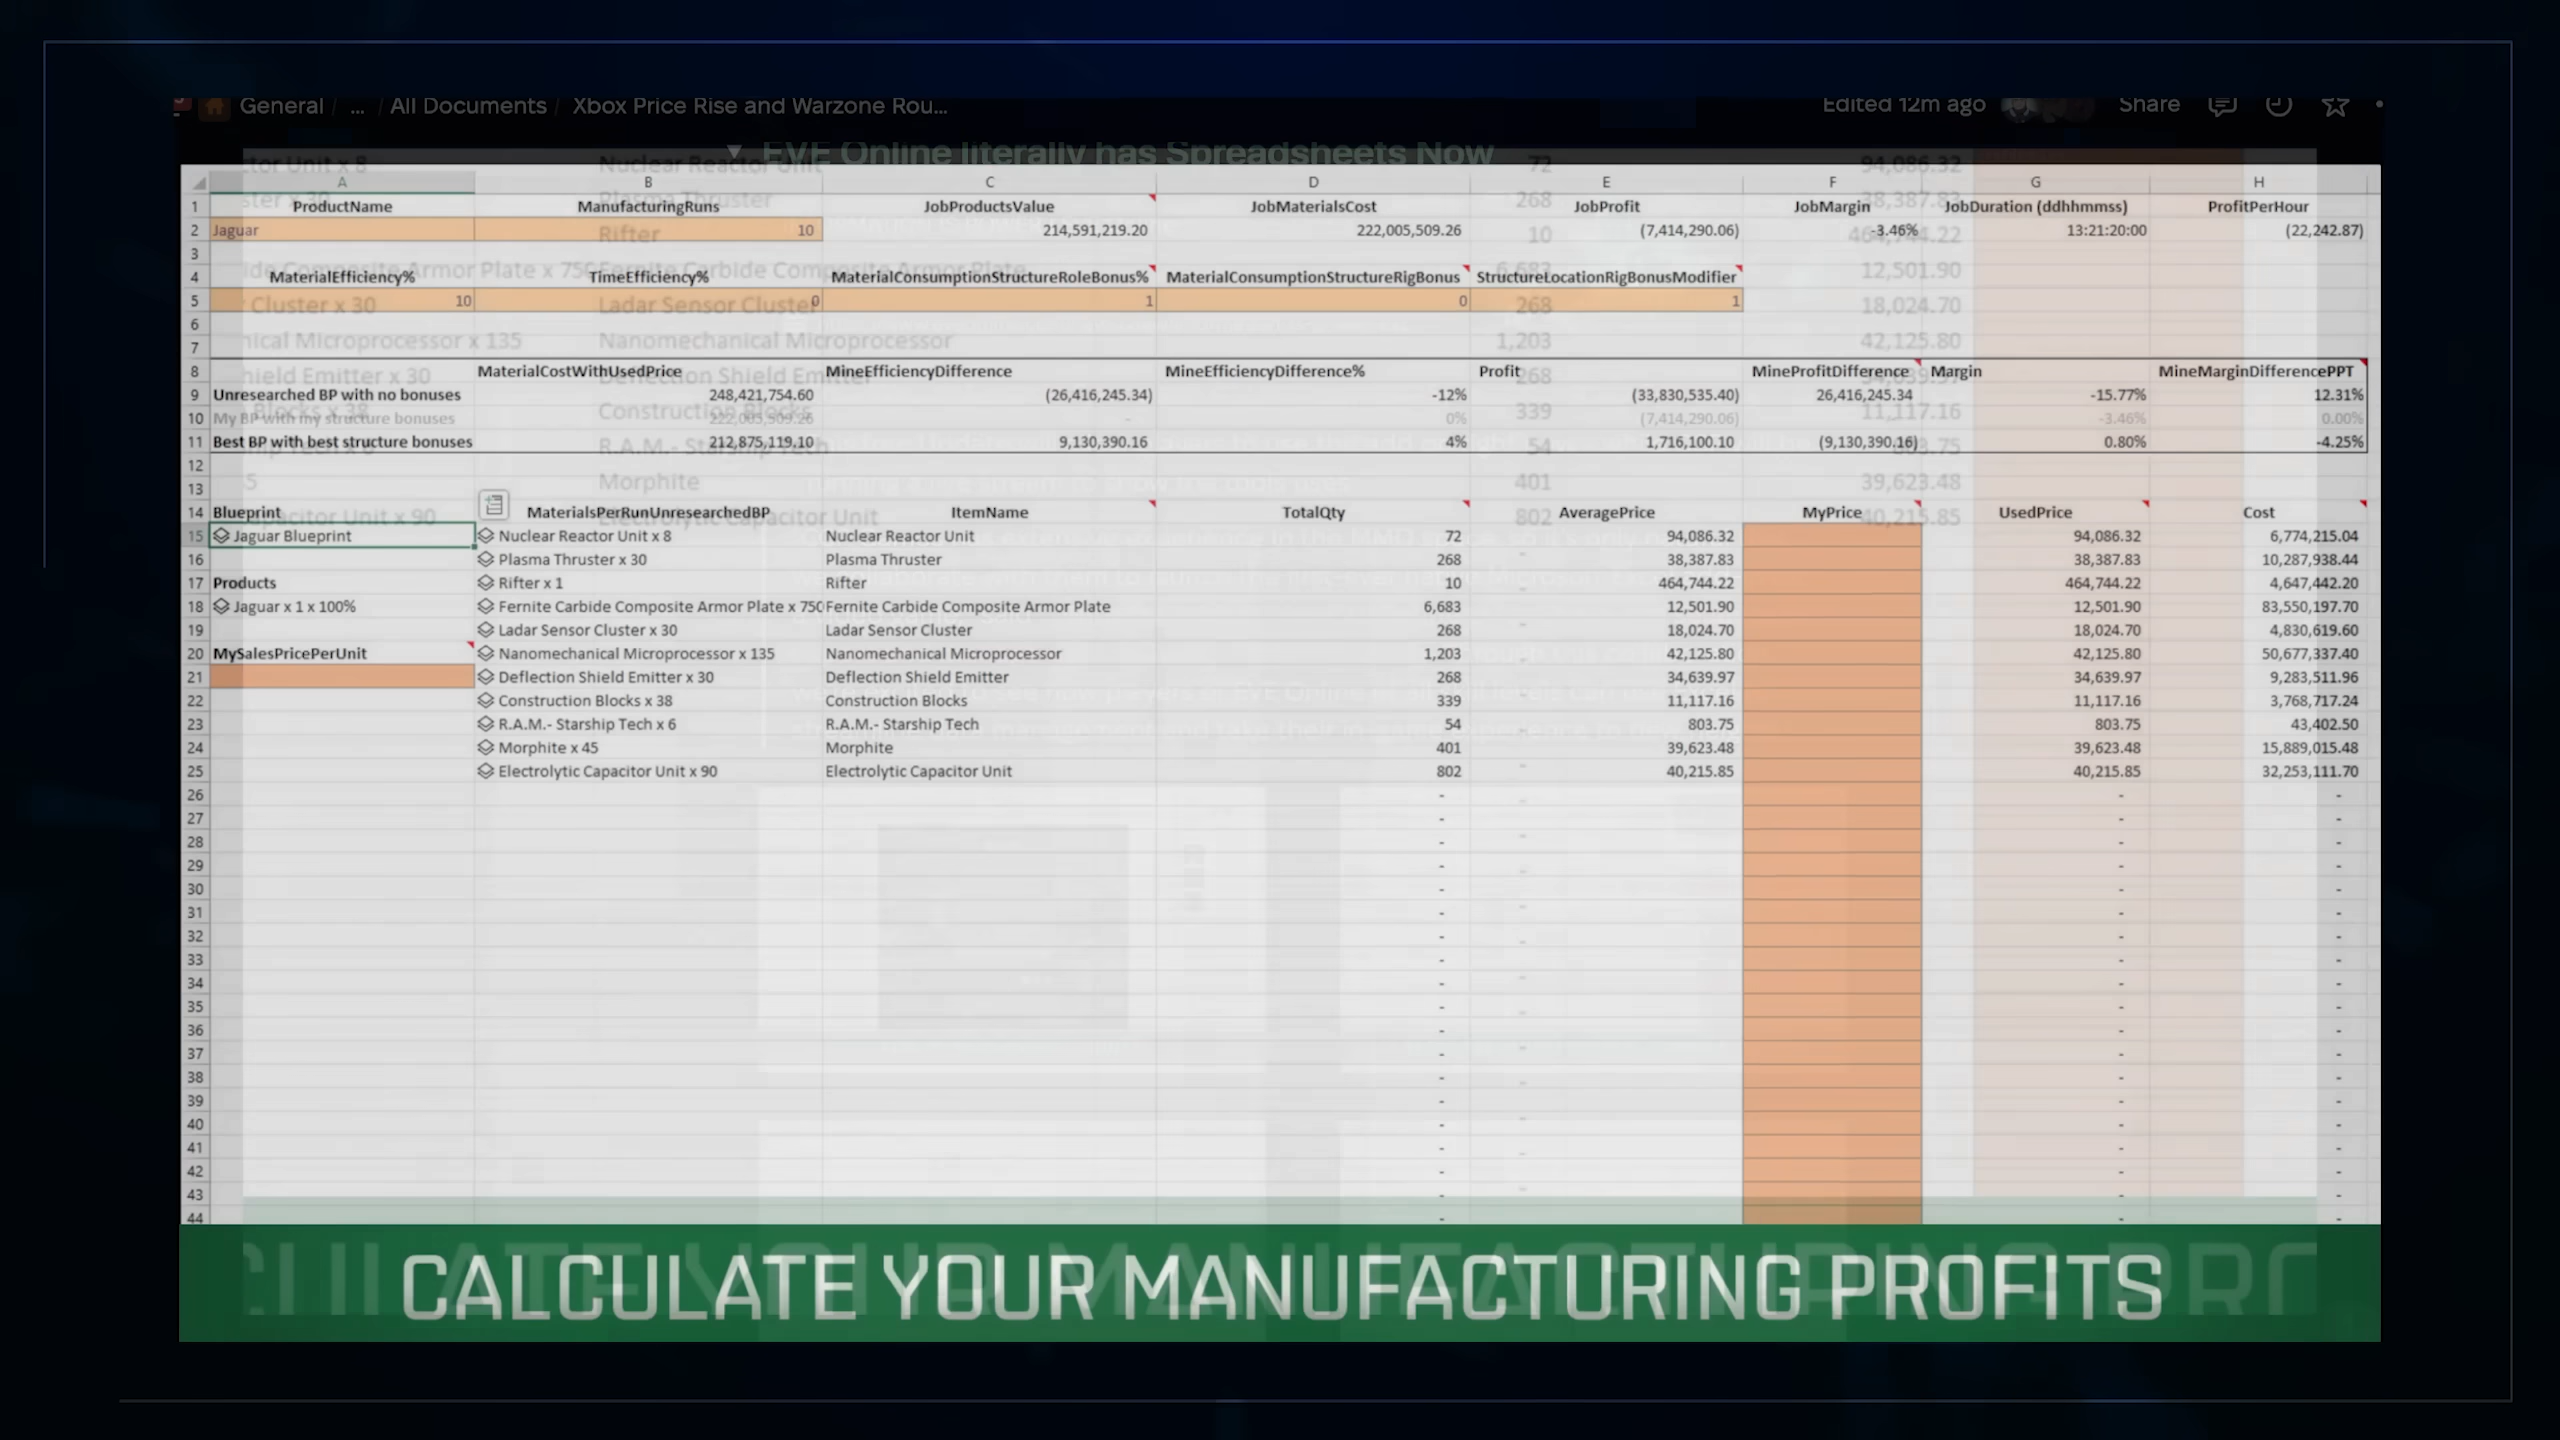 General / ... / All Documents / Xbox Price Rise and Warzone Rou...
Edited 12m ago Share
EVE Online literally has Spreadsheets Now
A B C D E F G H
1 ProductName ManufacturingRuns JobProductsValue JobMaterialsCost JobProfit JobMargin JobDuration (ddhhmmss) ProfitPerHour
2 Jaguar 10 214,591,219.20 222,005,509.26 (7,414,290.06) -3.46% 13:21:20:00 (22,242.87)
3
4 MaterialEfficiency% TimeEfficiency% MaterialConsumptionStructureRoleBonus% MaterialConsumptionStructureRigBonus StructureLocationRigBonusModifier
5 10 0 1 0 1
6
7
8 MaterialCostWithUsedPrice MineEfficiencyDifference MineEfficiencyDifference% Profit MineProfitDifference Margin MineMarginDifferencePPT
9 Unresearched BP with no bonuses 248,421,754.60 (26,416,245.34) -12% (33,830,535.40) 26,416,245.34 -15.77% 12.31%
10 My BP with my structure bonuses 222,005,509.26 - 0% (7,414,290.06) - -3.46% 0.00%
11 Best BP with best structure bonuses 212,875,119.10 9,130,390.16 4% 1,716,100.10 (9,130,390.16) 0.80% -4.25%
12
13
14 Blueprint MaterialsPerRunUnresearchedBP ItemName TotalQty AveragePrice MyPrice UsedPrice Cost
15 Jaguar Blueprint Nuclear Reactor Unit x 8 Nuclear Reactor Unit 72 94,086.32 94,086.32 6,774,215.04
16 Plasma Thruster x 30 Plasma Thruster 268 38,387.83 38,387.83 10,287,938.44
17 Products Rifter x 1 Rifter 10 464,744.22 464,744.22 4,647,442.20
18 Jaguar x 1 x 100% Fernite Carbide Composite Armor Plate x 750 Fernite Carbide Composite Armor Plate 6,683 12,501.90 12,501.90 83,550,197.70
19 Ladar Sensor Cluster x 30 Ladar Sensor Cluster 268 18,024.70 18,024.70 4,830,619.60
20 MySalesPricePerUnit Nanomechanical Microprocessor x 135 Nanomechanical Microprocessor 1,203 42,125.80 42,125.80 50,677,337.40
21 Deflection Shield Emitter x 30 Deflection Shield Emitter 268 34,639.97 34,639.97 9,283,511.96
22 Construction Blocks x 38 Construction Blocks 339 11,117.16 11,117.16 3,768,717.24
23 R.A.M.- Starship Tech x 6 R.A.M.- Starship Tech 54 803.75 803.75 43,402.50
24 Morphite x 45 Morphite 401 39,623.48 39,623.48 15,889,015.48
25 Electrolytic Capacitor Unit x 90 Electrolytic Capacitor Unit 802 40,215.85 40,215.85 32,253,111.70
26 - - -
27 - - -
28 - - -
29 - - -
30 - - -
31 - - -
32 - - -
33 - - -
34 - - -
35 - - -
36 - - -
37 - - -
38 - - -
39 - - -
40 - - -
41 - - -
42 - - -
43 - - -
44 - - -
CALCULATE YOUR MANUFACTURING PROFITS